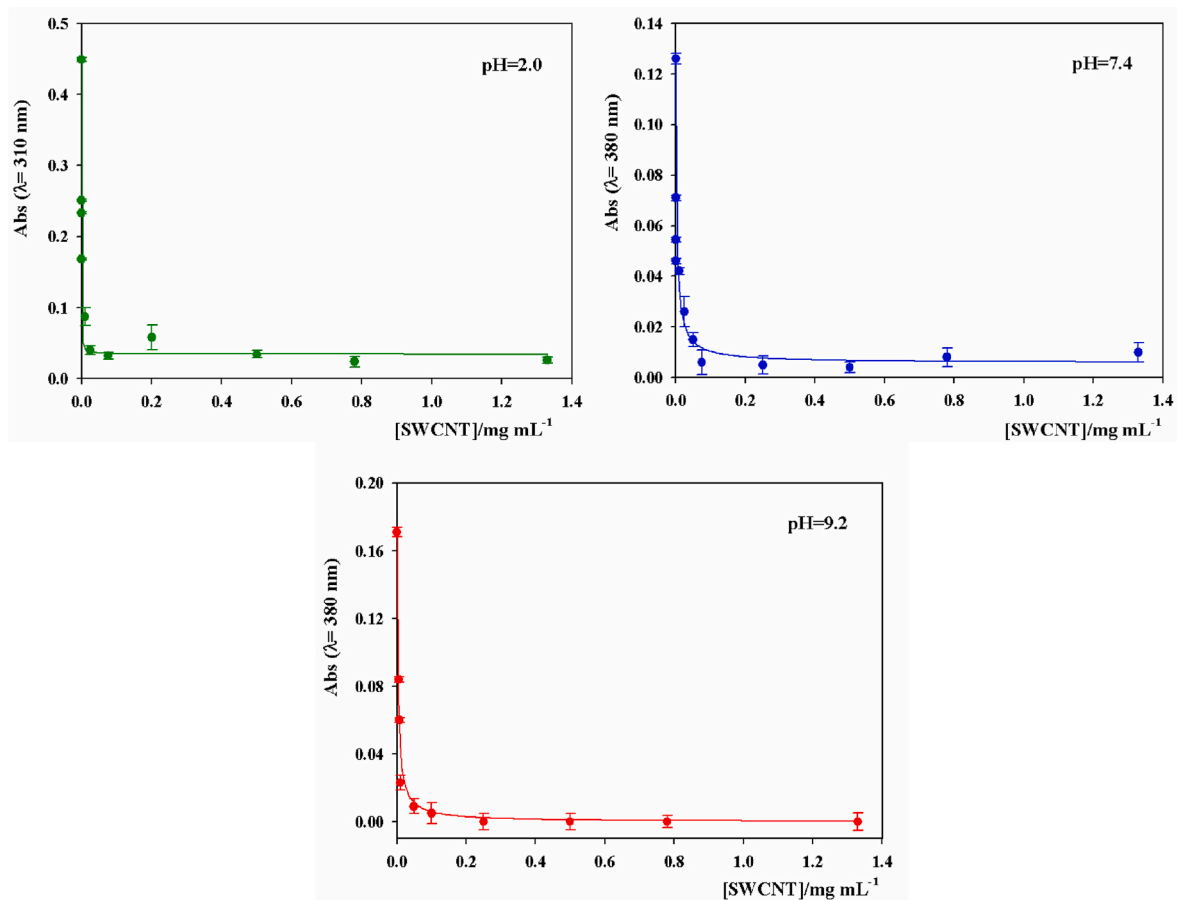 0.5
0.4
0.3
0.2
0.1
0.0
Abs (λ= 310 nm)
pH=2.0
0.0 0.2 0.4 0.6 0.8 1.0 1.2 1.4
[SWCNT]/mg mL⁻¹
0.14
0.12
0.10
0.08
0.06
0.04
0.02
0.00
Abs (λ= 380 nm)
pH=7.4
0.0 0.2 0.4 0.6 0.8 1.0 1.2 1.4
[SWCNT]/mg mL⁻¹
0.20
0.16
0.12
0.08
0.04
0.00
Abs (λ= 380 nm)
pH=9.2
0.0 0.2 0.4 0.6 0.8 1.0 1.2 1.4
[SWCNT]/mg mL⁻¹